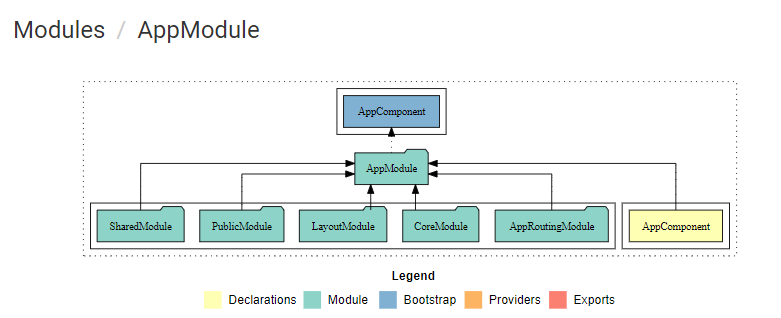 Modules / AppModule
AppComponent
AppModule
SharedModule PublicModule LayoutModule CoreModule AppRoutingModule AppComponent
Legend
Declarations Module Bootstrap Providers Exports